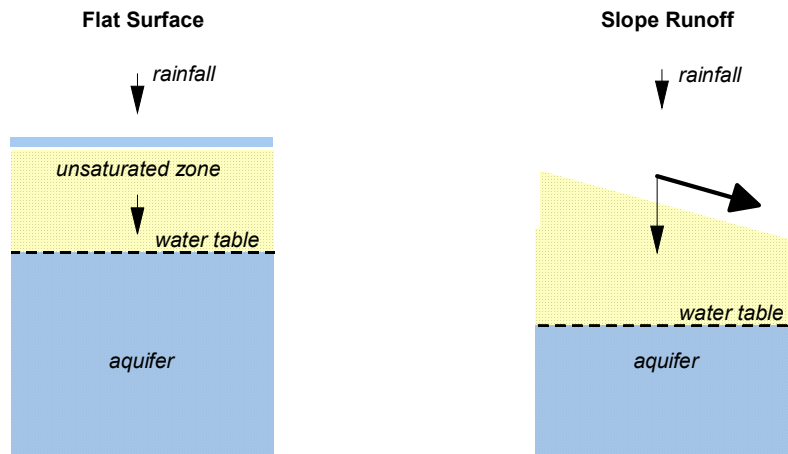 Flat Surface
rainfall
unsaturated zone
water table
aquifer
Slope Runoff
rainfall
water table
aquifer